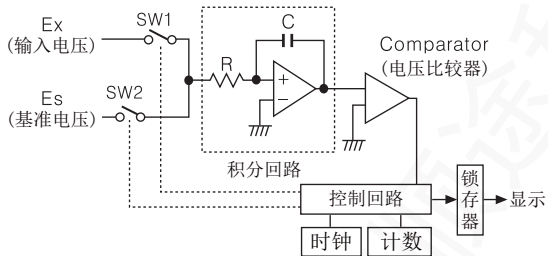 Ex
(输入电压)
SW1
C
R
+
−
Comparator
(电压比较器)
Es
(基准电压)
SW2
积分回路
控制回路
锁存器
显示
时钟
计数